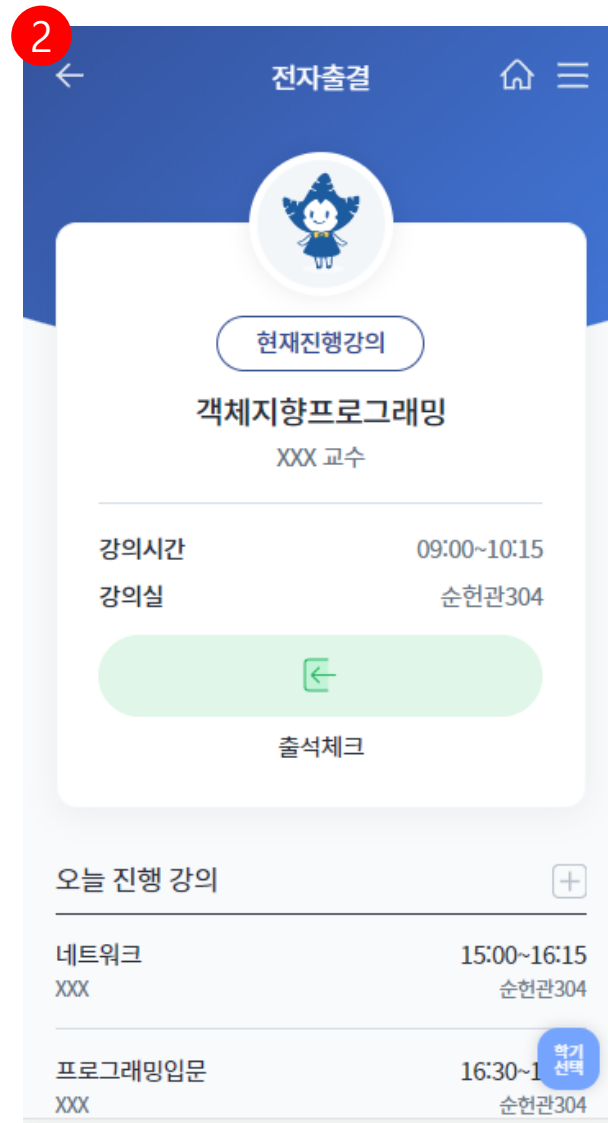 2
전자출결
현재진행강의
객체지향프로그래밍
XXX 교수
강의시간 09:00~10:15
강의실 순헌관304
출석체크
오늘 진행 강의
네트워크 15:00~16:15
XXX 순헌관304
프로그래밍입문 16:30~1
학기
선택
XXX 순헌관304